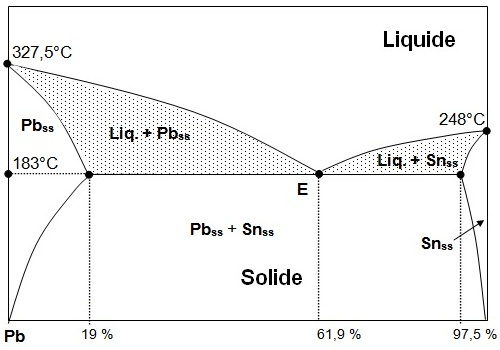 Liquide
327,5°C
248°C
Pbss
Liq. + Pbss
Liq. + Snss
183°C
E
Pbss + Snss
Snss
Solide
Pb
19 %
61,9 %
97,5 %